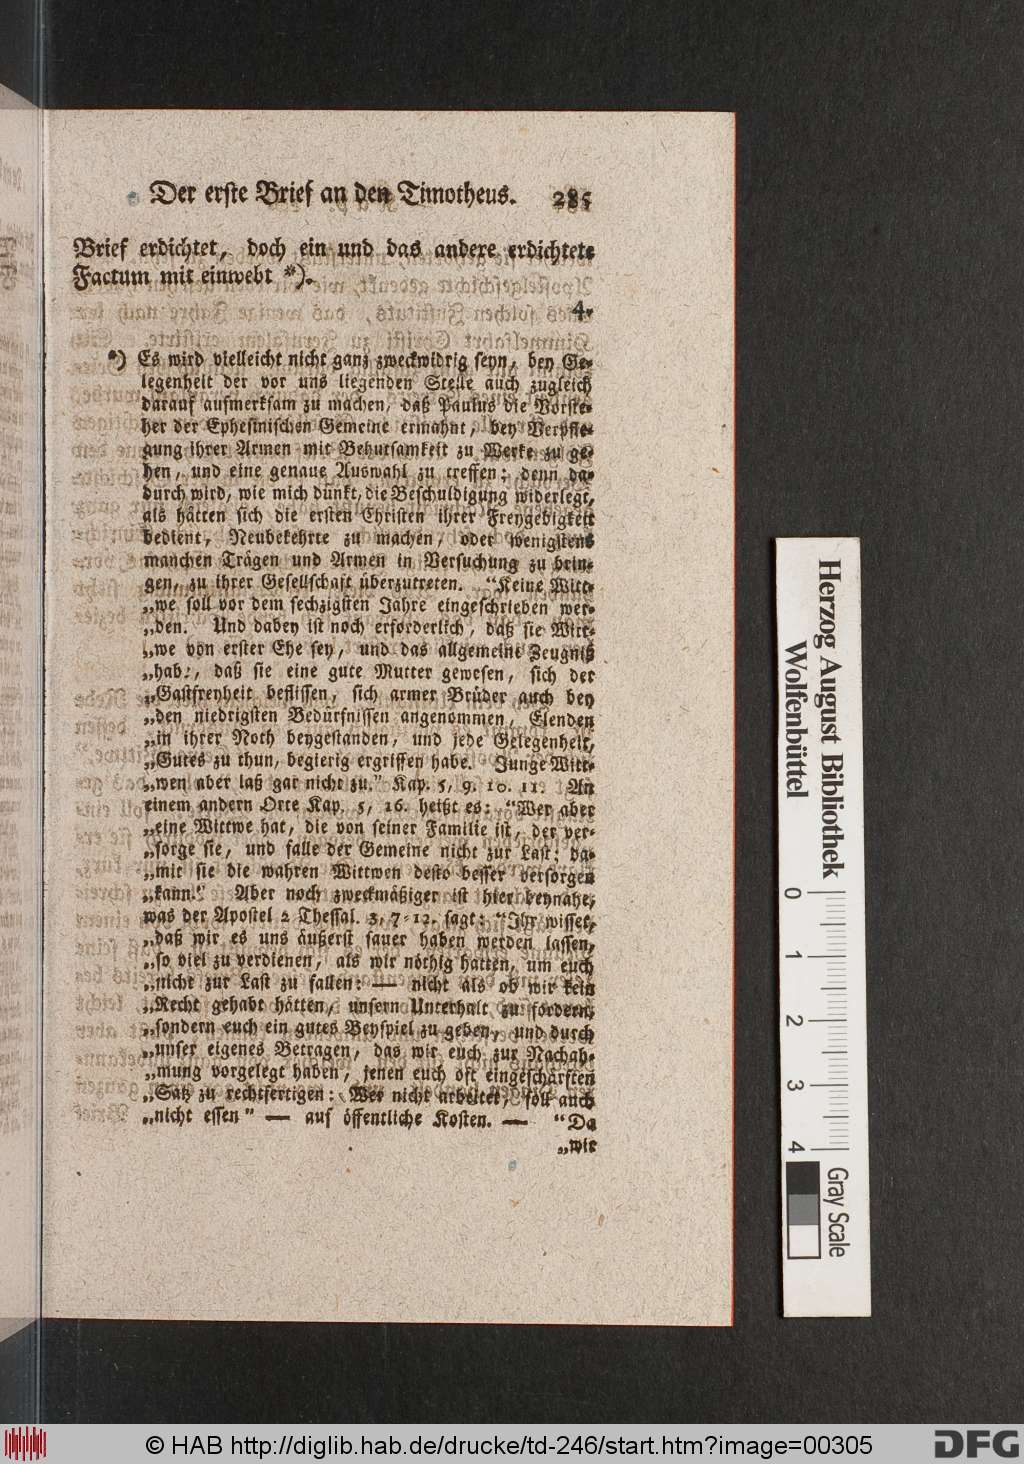 Der erste Brief an den Timotheus. 285
Brief erdichtet, doch ein und das andere erdichtete
Factum mit einwebt *).
4.
*) Es wird vielleicht nicht ganz zweckwidrig seyn, bey Ge-
legenheit der vor uns liegenden Stelle auch zugleich
darauf aufmerksam zu machen, daß Paulus die Vorste-
her der Ephesinischen Gemeine ermahnt, bey Verpfle-
gung ihrer Armen mit Behutsamkeit zu Werke zu ge-
hen, und eine genaue Auswahl zu treffen; denn da-
durch wird, wie mich dünkt, die Beschuldigung widerlegt,
als hätten sich die ersten Christen ihrer Freygebigkeit
bedient, Neubekehrte zu machen, oder wenigstens
manchen Trägen und Armen in Versuchung zu brin-
gen, zu ihrer Gesellschaft überzutreten. "Keine Witt-
„we soll vor dem sechzigsten Jahre eingeschrieben wer-
„den. Und dabey ist noch erforderlich, daß sie Witt-
„we von erster Ehe sey, und das allgemeine Zeugniß
„hab:, daß sie eine gute Mutter gewesen, sich der
„Gastfreyheit beflissen, sich armer Brüder auch bey
„den niedrigsten Bedürfnissen angenommen, Elenden
„in ihrer Noth beygestanden, und jede Gelegenheit,
„Gutes zu thun, begierig ergriffen habe. Junge Witt-
„wen aber laß gar nicht zu." Kap. 5, 9. 10. 11. An
einem andern Orte Kap. 5, 16. heißt es: "Wer aber
„eine Wittwe hat, die von seiner Familie ist, der ver-
„sorge sie, und falle der Gemeine nicht zur Last; da-
„mit sie die wahren Wittwen desto besser versorgen
„kann." Aber noch zweckmäßiger ist hier beynahe,
was der Apostel 2 Thessal. 3, 7-12. sagt: "Ihr wisset,
„daß wir es uns äußerst sauer haben werden lassen,
„so viel zu verdienen, als wir nöthig hatten, um euch
„nicht zur Last zu fallen: — nicht als ob wir kein
„Recht gehabt hätten, unsern Unterhalt zu fordern,
„sondern euch ein gutes Beyspiel zu geben, und durch
„unser eigenes Betragen, das wir euch zur Nachah-
„mung vorgelegt haben, jenen euch oft eingeschärften
„Satz zu rechtfertigen: Wer nicht arbeitet, soll auch
„nicht essen" — auf öffentliche Kosten. — "Da
„wir
Herzog August Bibliothek
Wolfenbüttel
0 1 2 3 4
Gray Scale
© HAB http://diglib.hab.de/drucke/td-246/start.htm?image=00305
DFG